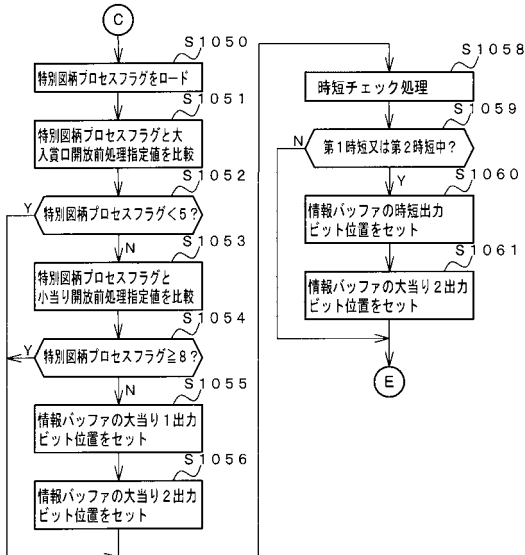 C
S1050
特別図柄プロセスフラグをロード
S1051
特別図柄プロセスフラグと大
入賞口開放前処理指定値を比較
S1052
Y
特別図柄プロセスフラグ<5?
N
S1053
特別図柄プロセスフラグと
小当り開放前処理指定値を比較
S1054
Y
特別図柄プロセスフラグ≧8?
N
S1055
情報バッファの大当り1出力
ビット位置をセット
S1056
情報バッファの大当り2出力
ビット位置をセット
S1058
時短チェック処理
S1059
N
第1時短又は第2時短中?
Y
S1060
情報バッファの時短出力
ビット位置をセット
S1061
情報バッファの大当り2出力
ビット位置をセット
E